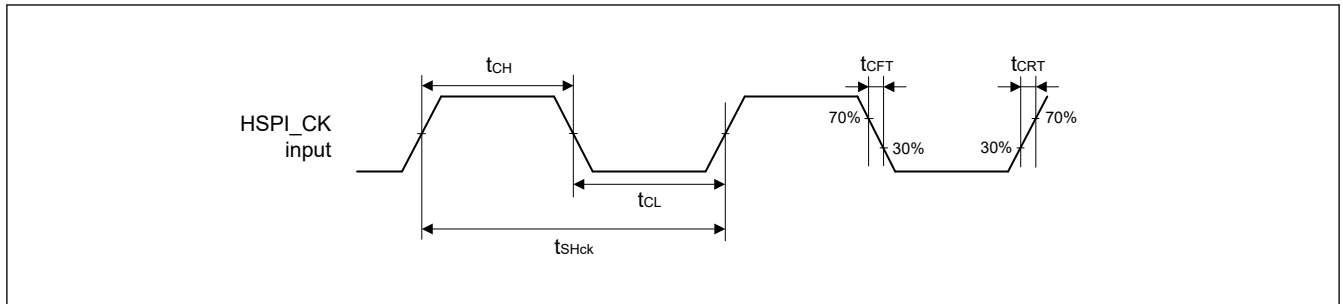 tCH
tCFT
tCRT
HSPI_CK
input
70%
30%
30%
70%
tCL
tSHck